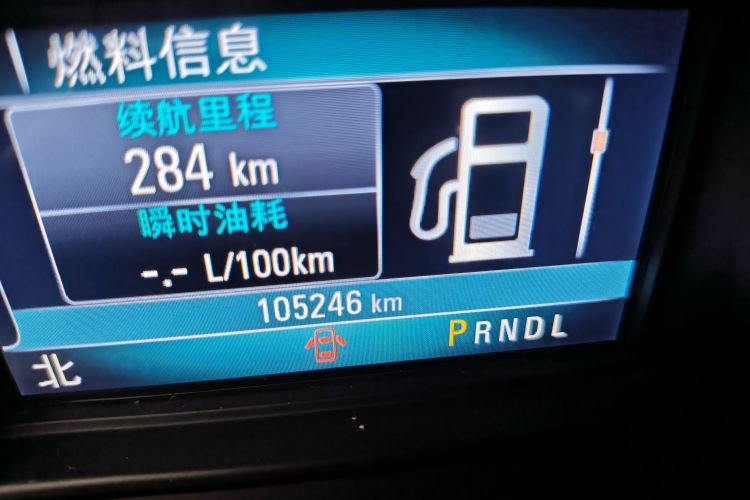 燃料信息
续航里程
284 km
瞬时油耗
-.- L/100km
105246 km
PRNDL
北